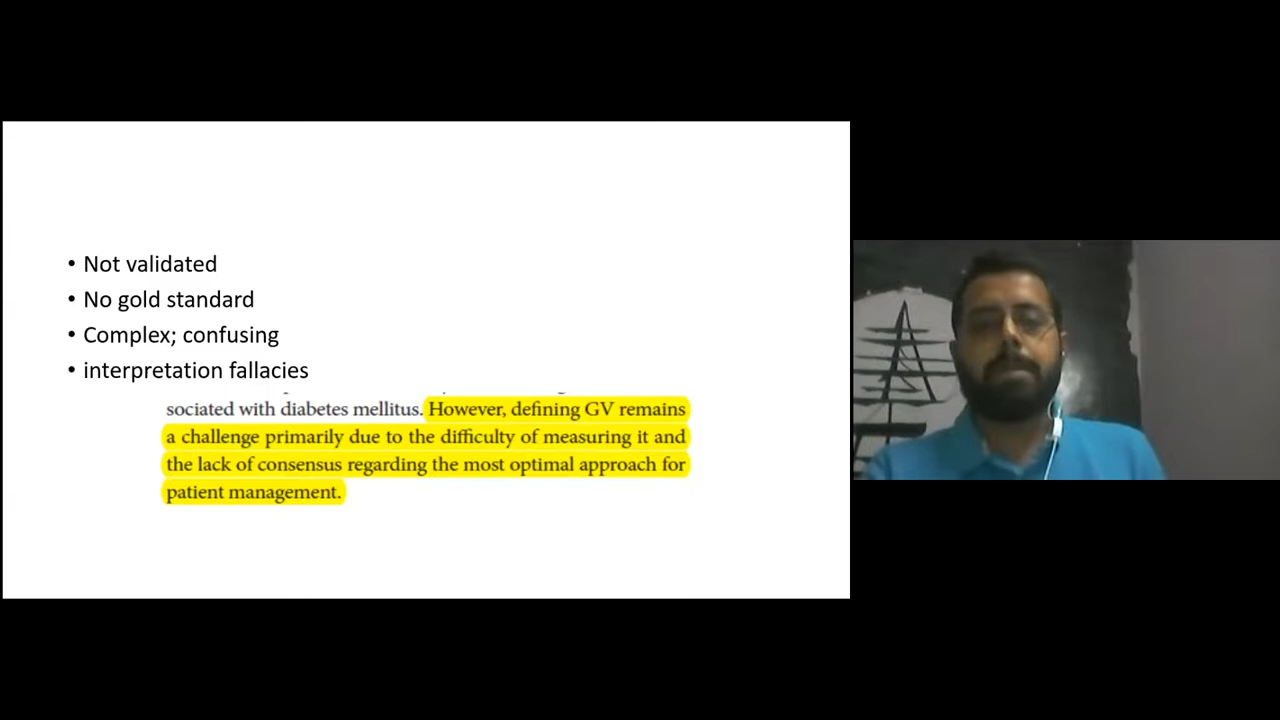 • Not validated
• No gold standard
• Complex; confusing
• interpretation fallacies
sociated with diabetes mellitus. However, defining GV remains
a challenge primarily due to the difficulty of measuring it and
the lack of consensus regarding the most optimal approach for
patient management.